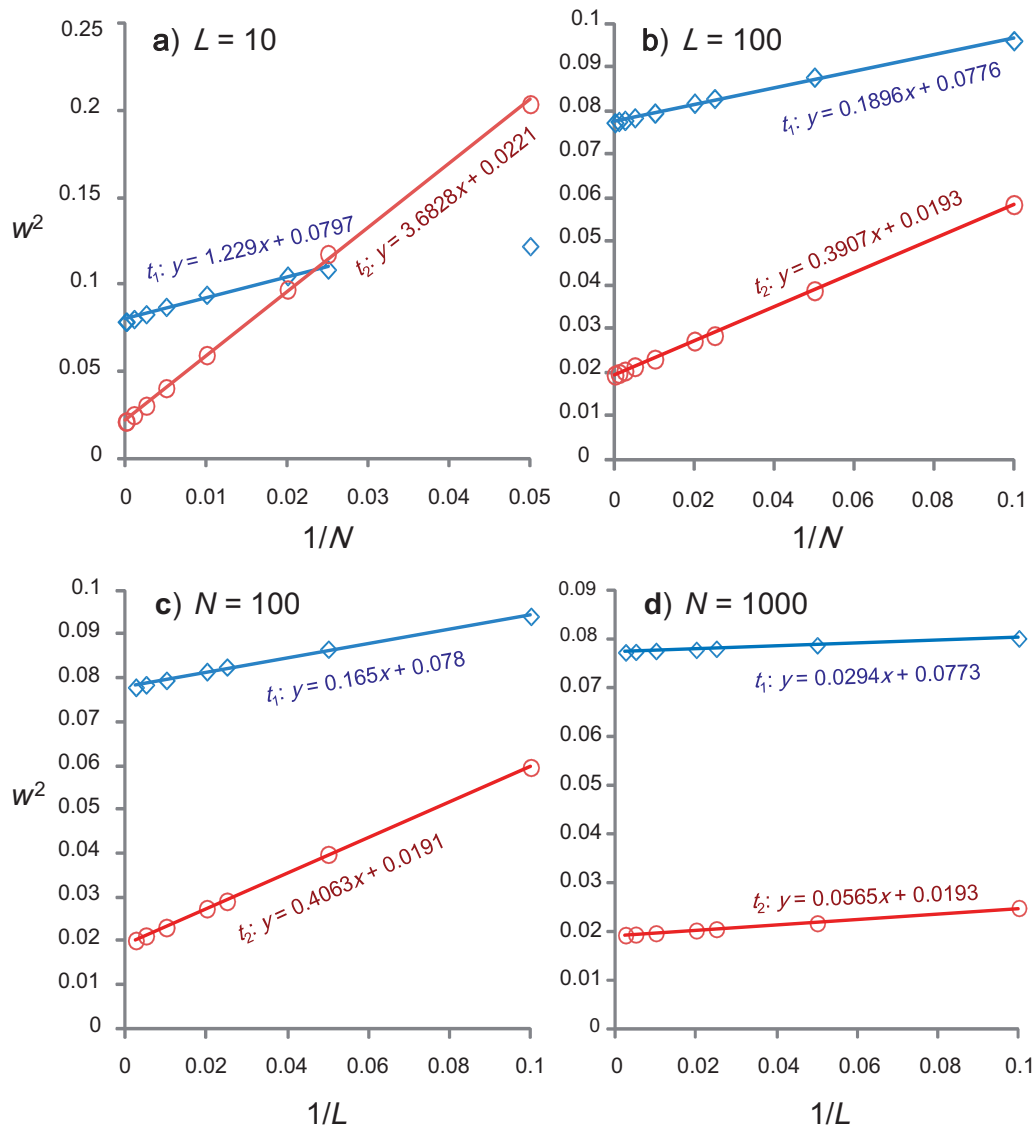 a) L = 10
w²
0.25
0.2
0.15
0.1
0.05
0
t₁: y = 1.229x + 0.0797
t₂: y = 3.6828x + 0.0221
0 0.01 0.02 0.03 0.04 0.05
1/N
b) L = 100
0.1
0.09
0.08
0.07
0.06
0.05
0.04
0.03
0.02
0.01
0
t₁: y = 0.1896x + 0.0776
t₂: y = 0.3907x + 0.0193
0 0.02 0.04 0.06 0.08 0.1
1/N
c) N = 100
w²
0.1
0.09
0.08
0.07
0.06
0.05
0.04
0.03
0.02
0.01
0
t₁: y = 0.165x + 0.078
t₂: y = 0.4063x + 0.0191
0 0.02 0.04 0.06 0.08 0.1
1/L
d) N = 1000
0.09
0.08
0.07
0.06
0.05
0.04
0.03
0.02
0.01
0
t₁: y = 0.0294x + 0.0773
t₂: y = 0.0565x + 0.0193
0 0.02 0.04 0.06 0.08 0.1
1/L